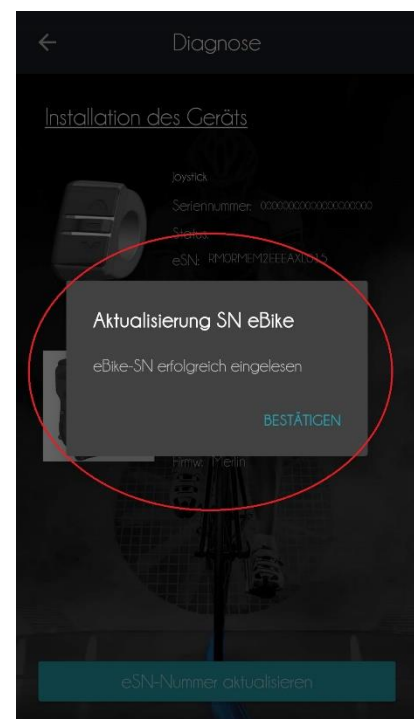 Diagnose
Installation des Geräts
Joystick
Seriennummer:
Status:
eSN:
Aktualisierung SN eBike
eBike-SN erfolgreich eingelesen
BESTÄTIGEN
Firmw.: Merlin
eSN-Nummer aktualisieren